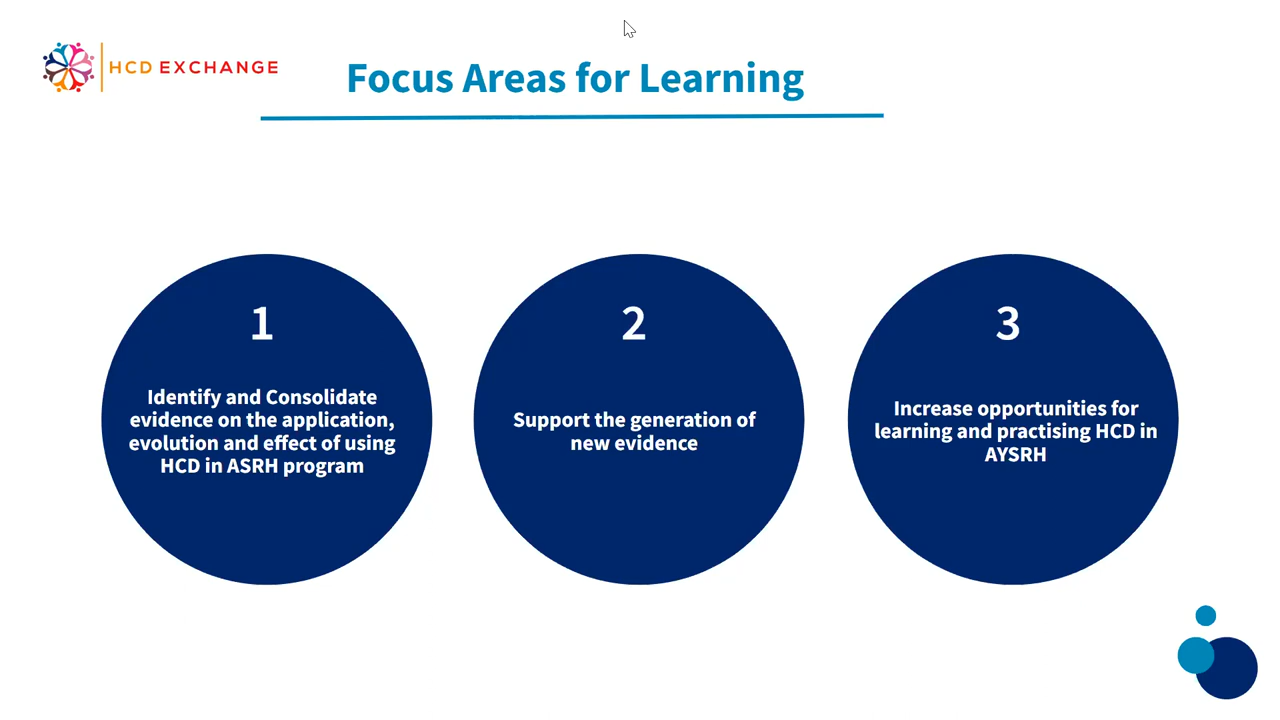 HCD EXCHANGE
Focus Areas for Learning
1
Identify and Consolidate
evidence on the application,
evolution and effect of using
HCD in ASRH program
2
Support the generation of
new evidence
3
Increase opportunities for
learning and practising HCD in
AYSRH